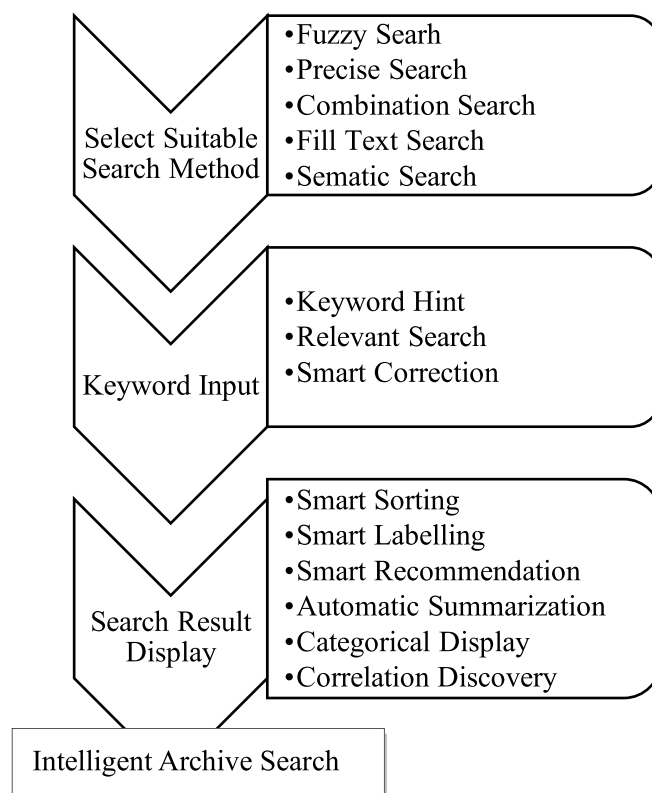 Select Suitable
Search Method
•Fuzzy Searh
•Precise Search
•Combination Search
•Fill Text Search
•Sematic Search
Keyword Input
•Keyword Hint
•Relevant Search
•Smart Correction
Search Result
Display
•Smart Sorting
•Smart Labelling
•Smart Recommendation
•Automatic Summarization
•Categorical Display
•Correlation Discovery
Intelligent Archive Search